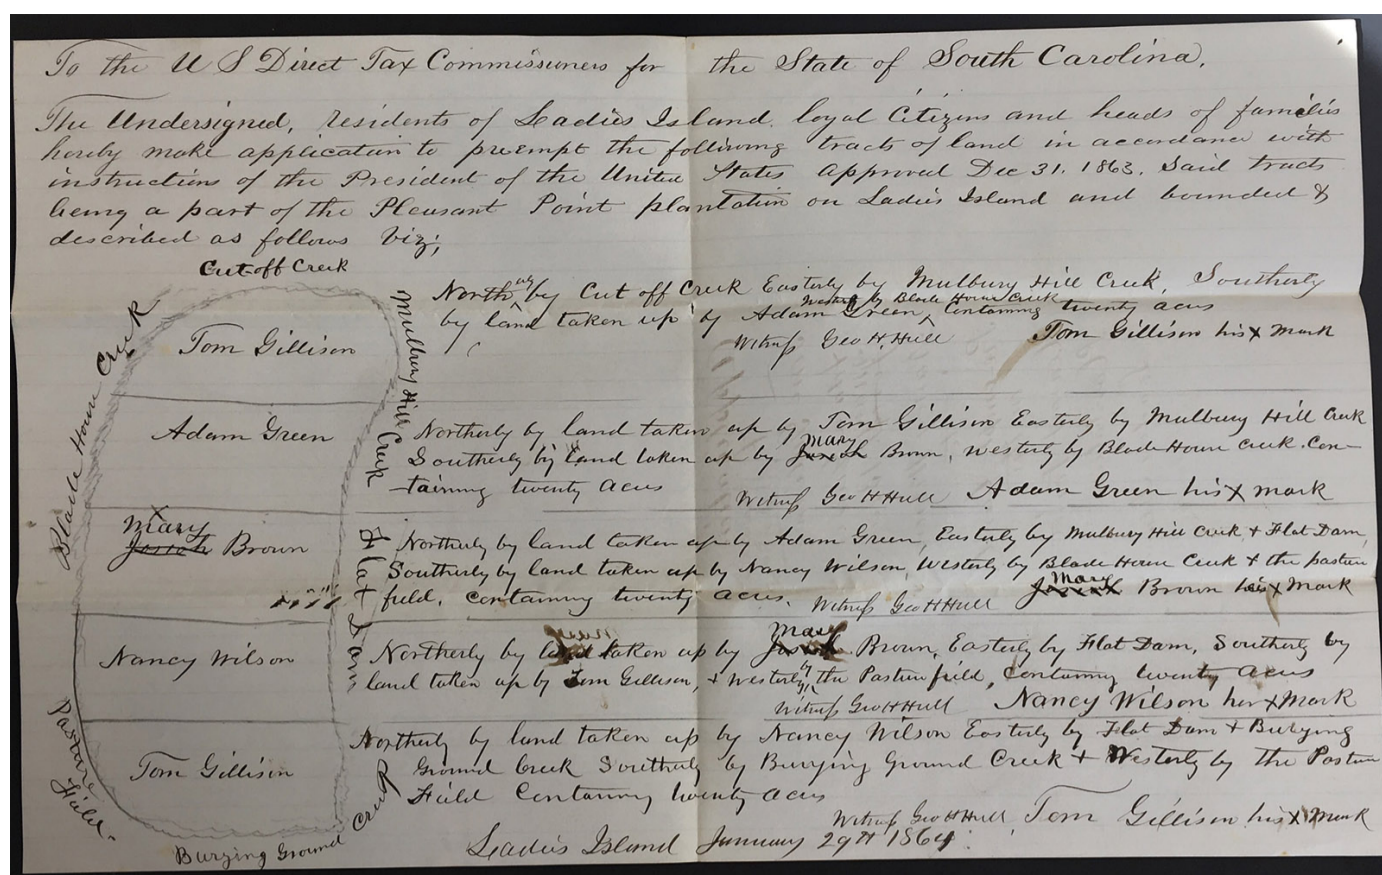 To the U S Direct Tax Commissioners for the State of South Carolina.
The Undersigned, residents of Ladies Island. loyal Citizens and heads of families
hereby make application to preempt the following tracts of land in accordance with
instructions of the President of the United States approved Dec 31. 1863. Said tracts
being a part of the Pleasant Point plantation on Ladies Island and bounded &
described as follows Viz;
Cut off Creek
Blade House Creek
Mulbury Hill Creek
Flat Dam
Pasture Field
Burying Ground Creek
Tom Gillison
Northerly by Cut off Creek Easterly by Mulbury Hill Creek, Southerly
by land taken up by Adam Green, Westerly by Blade House Creek Containing twenty acres
Witness Geo H. Hull Tom Gillison his X mark
Adam Green
Northerly by land taken up by Tom Gillison Easterly by Mulbury Hill Creek
Southerly by land taken up by Josiah Mary Brown, westerly by Blade House Creek. Con-
taining twenty acres
Witness Geo H Hull Adam Green his X mark
Mary
Josiah Brown
Northerly by land taken up by Adam Green, Easterly by Mulbury Hill Creek & Flat Dam,
Southerly by land taken up by Nancy Wilson, Westerly by Blade House Creek & the pasture
field, Containing twenty acres.
Witness Geo H Hull Josiah Mary Brown X Mark
Nancy Wilson
Northerly by land taken up by Josiah Mary Brown, Easterly by Flat Dam, Southerly by
land taken up by Tom Gillison, & Westerly by the Pasture field, Containing twenty acres
Witness Geo H Hull Nancy Wilson her X Mark
Tom Gillison
Northerly by land taken up by Nancy Wilson Easterly by Flat Dam & Burying
Ground Creek Southerly by Burying Ground Creek & Westerly by the Pasture
Field Containing twenty acres
Witness Geo H Hull, Tom Gillison his X Mark
Ladies Island January 29th 1864.